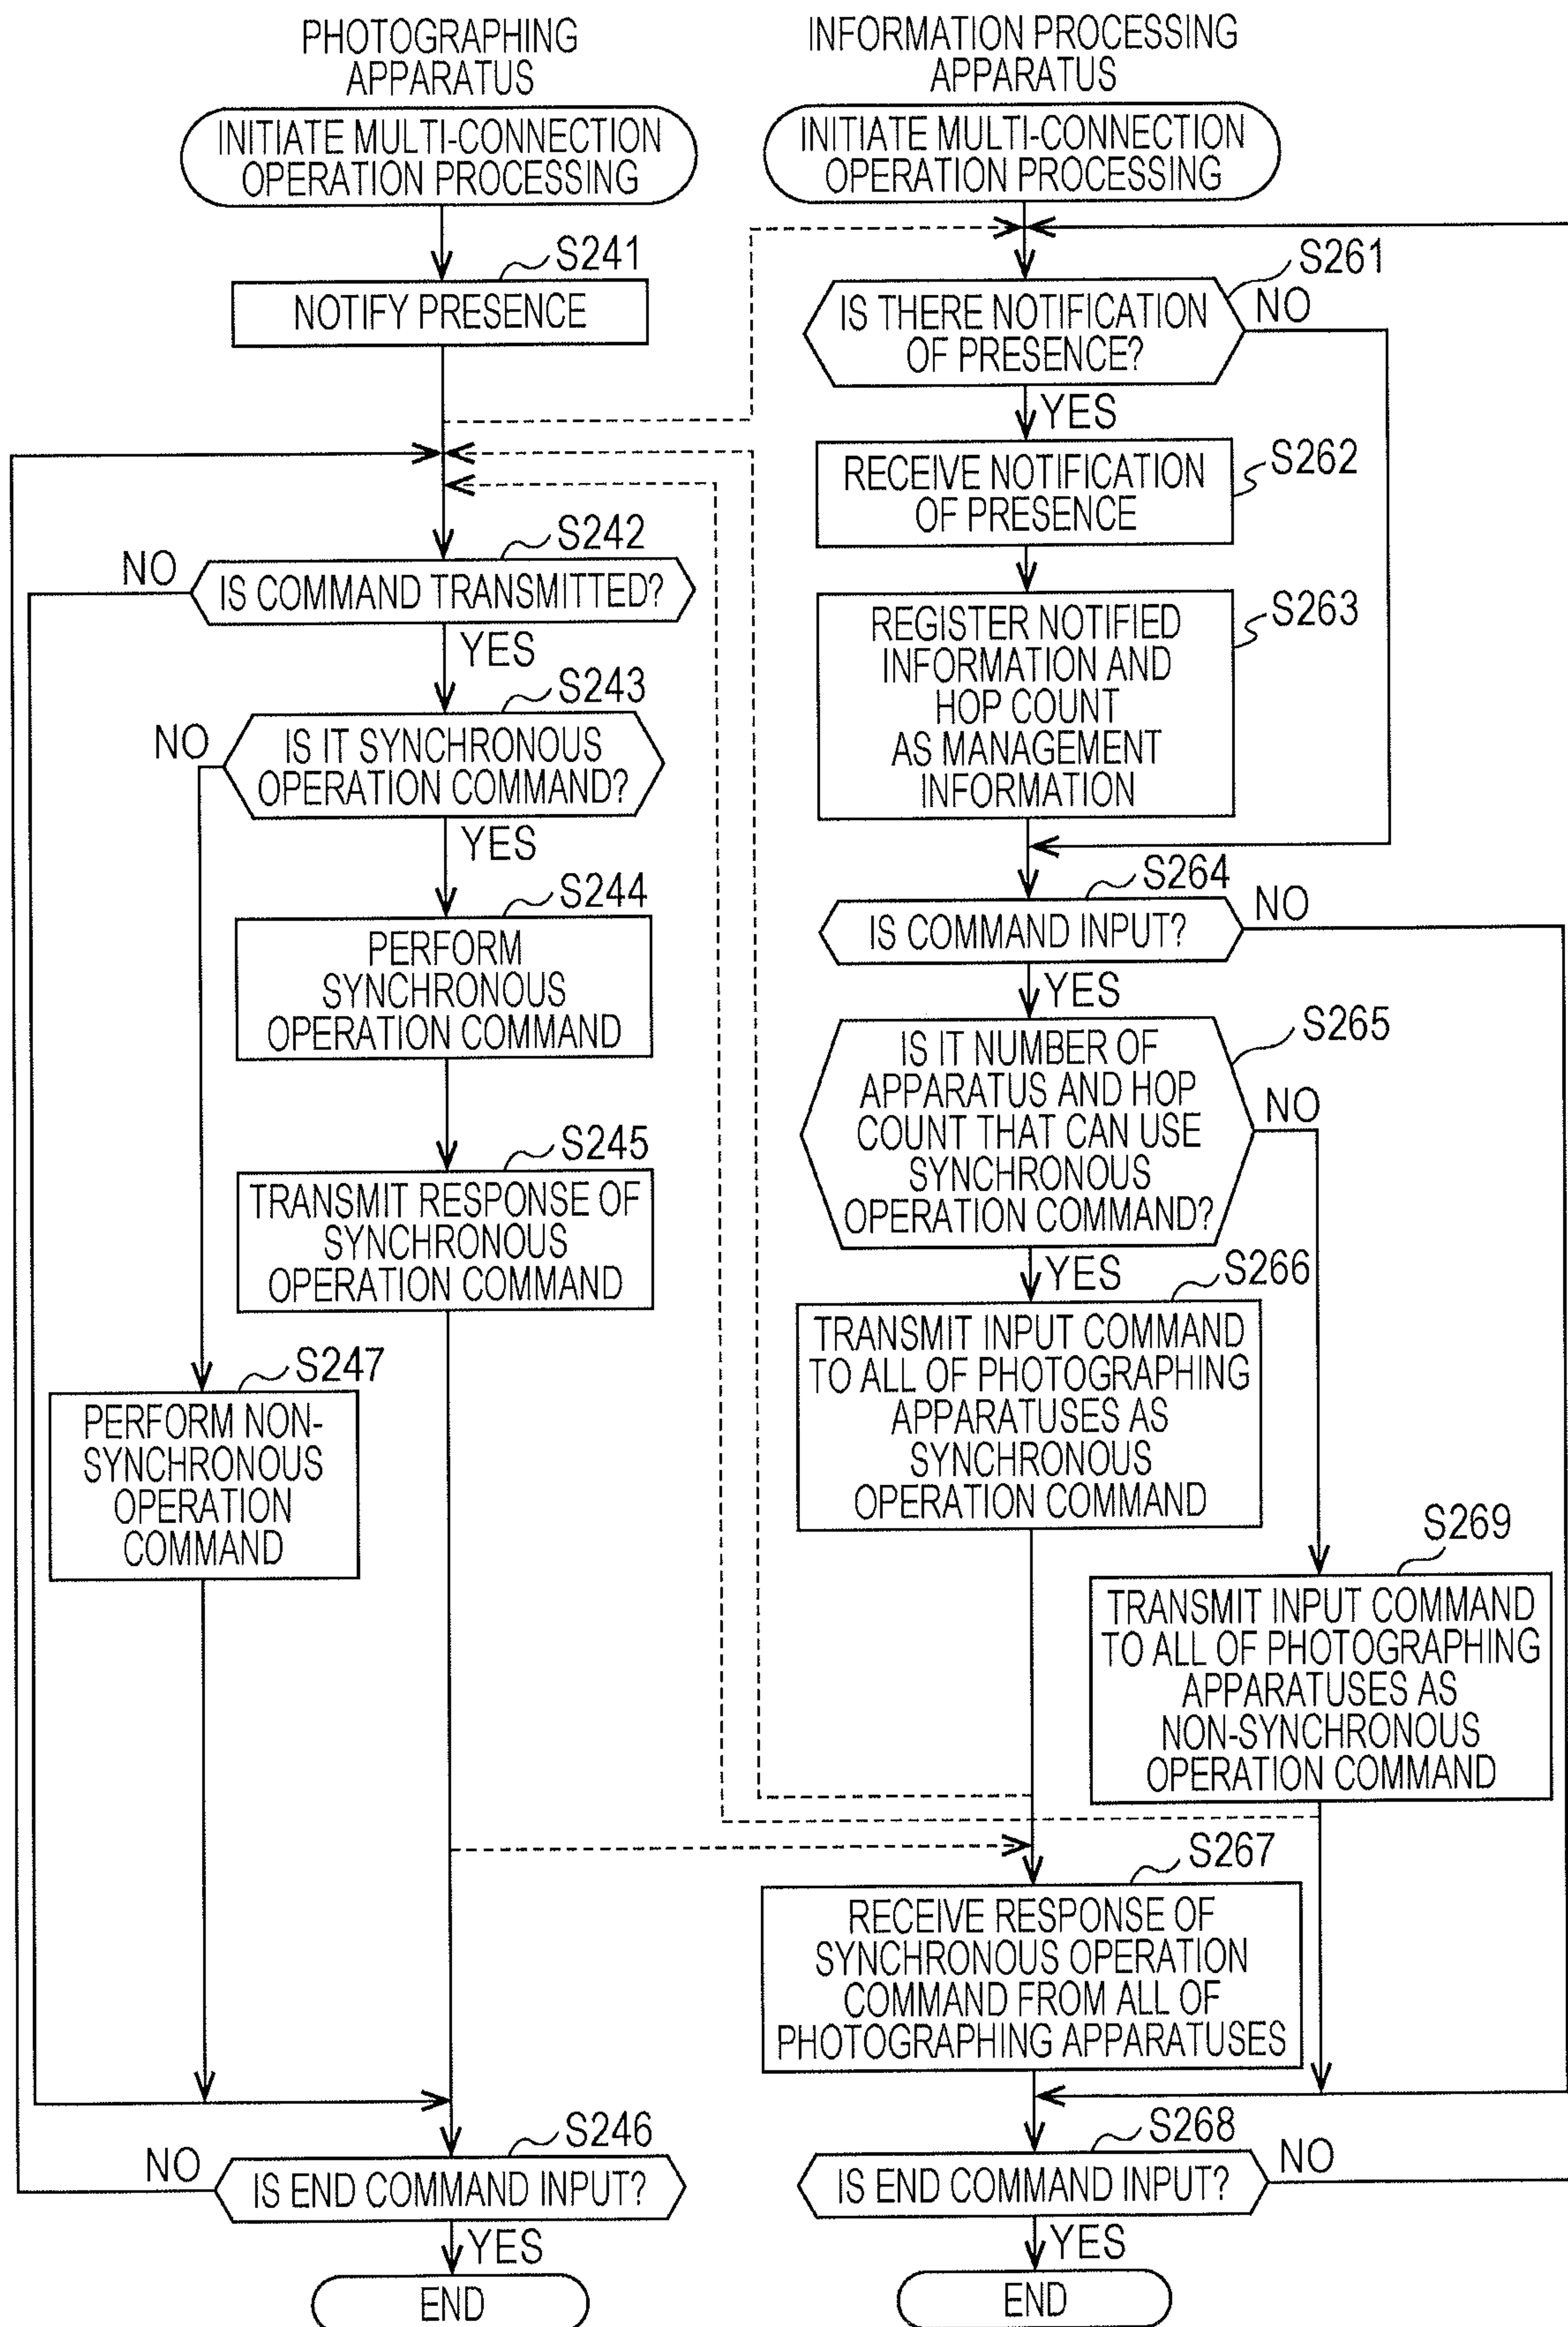 PHOTOGRAPHING
APPARATUS
INITIATE MULTI-CONNECTION
OPERATION PROCESSING
S241
NOTIFY PRESENCE
S242
NO
IS COMMAND TRANSMITTED?
YES
S243
NO
IS IT SYNCHRONOUS
OPERATION COMMAND?
YES
S244
PERFORM
SYNCHRONOUS
OPERATION COMMAND
S245
TRANSMIT RESPONSE OF
SYNCHRONOUS
OPERATION COMMAND
S247
PERFORM NON-
SYNCHRONOUS
OPERATION
COMMAND
S246
NO
IS END COMMAND INPUT?
YES
END
INFORMATION PROCESSING
APPARATUS
INITIATE MULTI-CONNECTION
OPERATION PROCESSING
S261
IS THERE NOTIFICATION
OF PRESENCE?
NO
YES
S262
RECEIVE NOTIFICATION
OF PRESENCE
S263
REGISTER NOTIFIED
INFORMATION AND
HOP COUNT
AS MANAGEMENT
INFORMATION
S264
IS COMMAND INPUT?
NO
YES
S265
IS IT NUMBER OF
APPARATUS AND HOP
COUNT THAT CAN USE
SYNCHRONOUS
OPERATION COMMAND?
NO
YES
S266
TRANSMIT INPUT COMMAND
TO ALL OF PHOTOGRAPHING
APPARATUSES AS
SYNCHRONOUS
OPERATION COMMAND
S269
TRANSMIT INPUT COMMAND
TO ALL OF PHOTOGRAPHING
APPARATUSES AS
NON-SYNCHRONOUS
OPERATION COMMAND
S267
RECEIVE RESPONSE OF
SYNCHRONOUS OPERATION
COMMAND FROM ALL OF
PHOTOGRAPHING APPARATUSES
S268
IS END COMMAND INPUT?
NO
YES
END